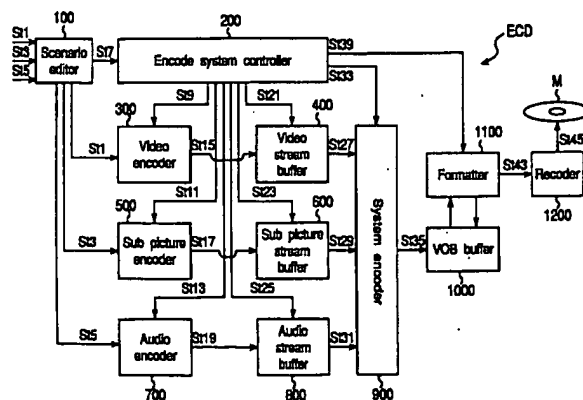 100
200
St1
St3
St5
Scenario
editor
St7
Encode system controller
St39
St33
ECD
St9
St21
300
400
M
St1
Video
encoder
St15
Video
stream
buffer
St27
1100
St45
St11
St23
Formatter
St43
Recoder
1200
500
600
St3
Sub picture
encoder
St17
Sub picture
stream
buffer
St29
System encoder
St35
VOB buffer
1000
St13
St25
St5
Audio
encoder
St19
Audio
stream
buffer
St31
700
800
900